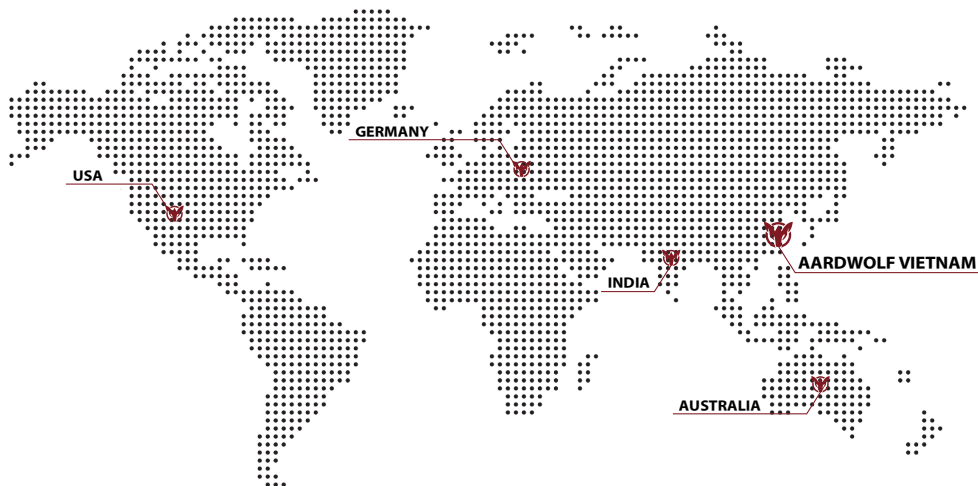 GERMANY
USA
AARDWOLF VIETNAM
INDIA
AUSTRALIA